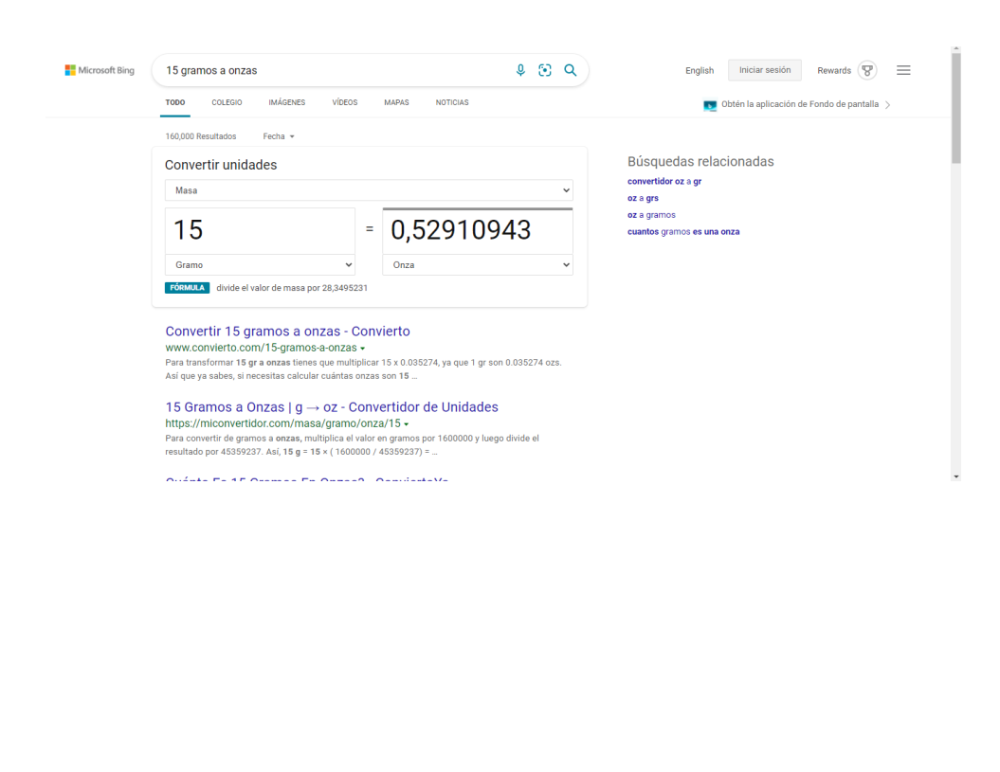 Microsoft Bing
15 gramos a onzas
English
Iniciar sesión
Rewards
TODO COLEGIO IMÁGENES VÍDEOS MAPAS NOTICIAS
Obtén la aplicación de Fondo de pantalla
160,000 Resultados Fecha
Convertir unidades
Masa
15 = 0,52910943
Gramo Onza
FÓRMULA divide el valor de masa por 28,3495231
Convertir 15 gramos a onzas - Convierto
www.convierto.com/15-gramos-a-onzas
Para transformar 15 gr a onzas tienes que multiplicar 15 x 0.035274, ya que 1 gr son 0.035274 ozs.
Así que ya sabes, si necesitas calcular cuántas onzas son 15 ...
15 Gramos a Onzas | g → oz - Convertidor de Unidades
https://miconvertidor.com/masa/gramo/onza/15
Para convertir de gramos a onzas, multiplica el valor en gramos por 1600000 y luego divide el
resultado por 45359237. Así, 15 g = 15 × ( 1600000 / 45359237) = ...
Cuánto Es 15 Gramos En Onzas? - ConviertoYa
Búsquedas relacionadas
convertidor oz a gr
oz a grs
oz a gramos
cuantos gramos es una onza